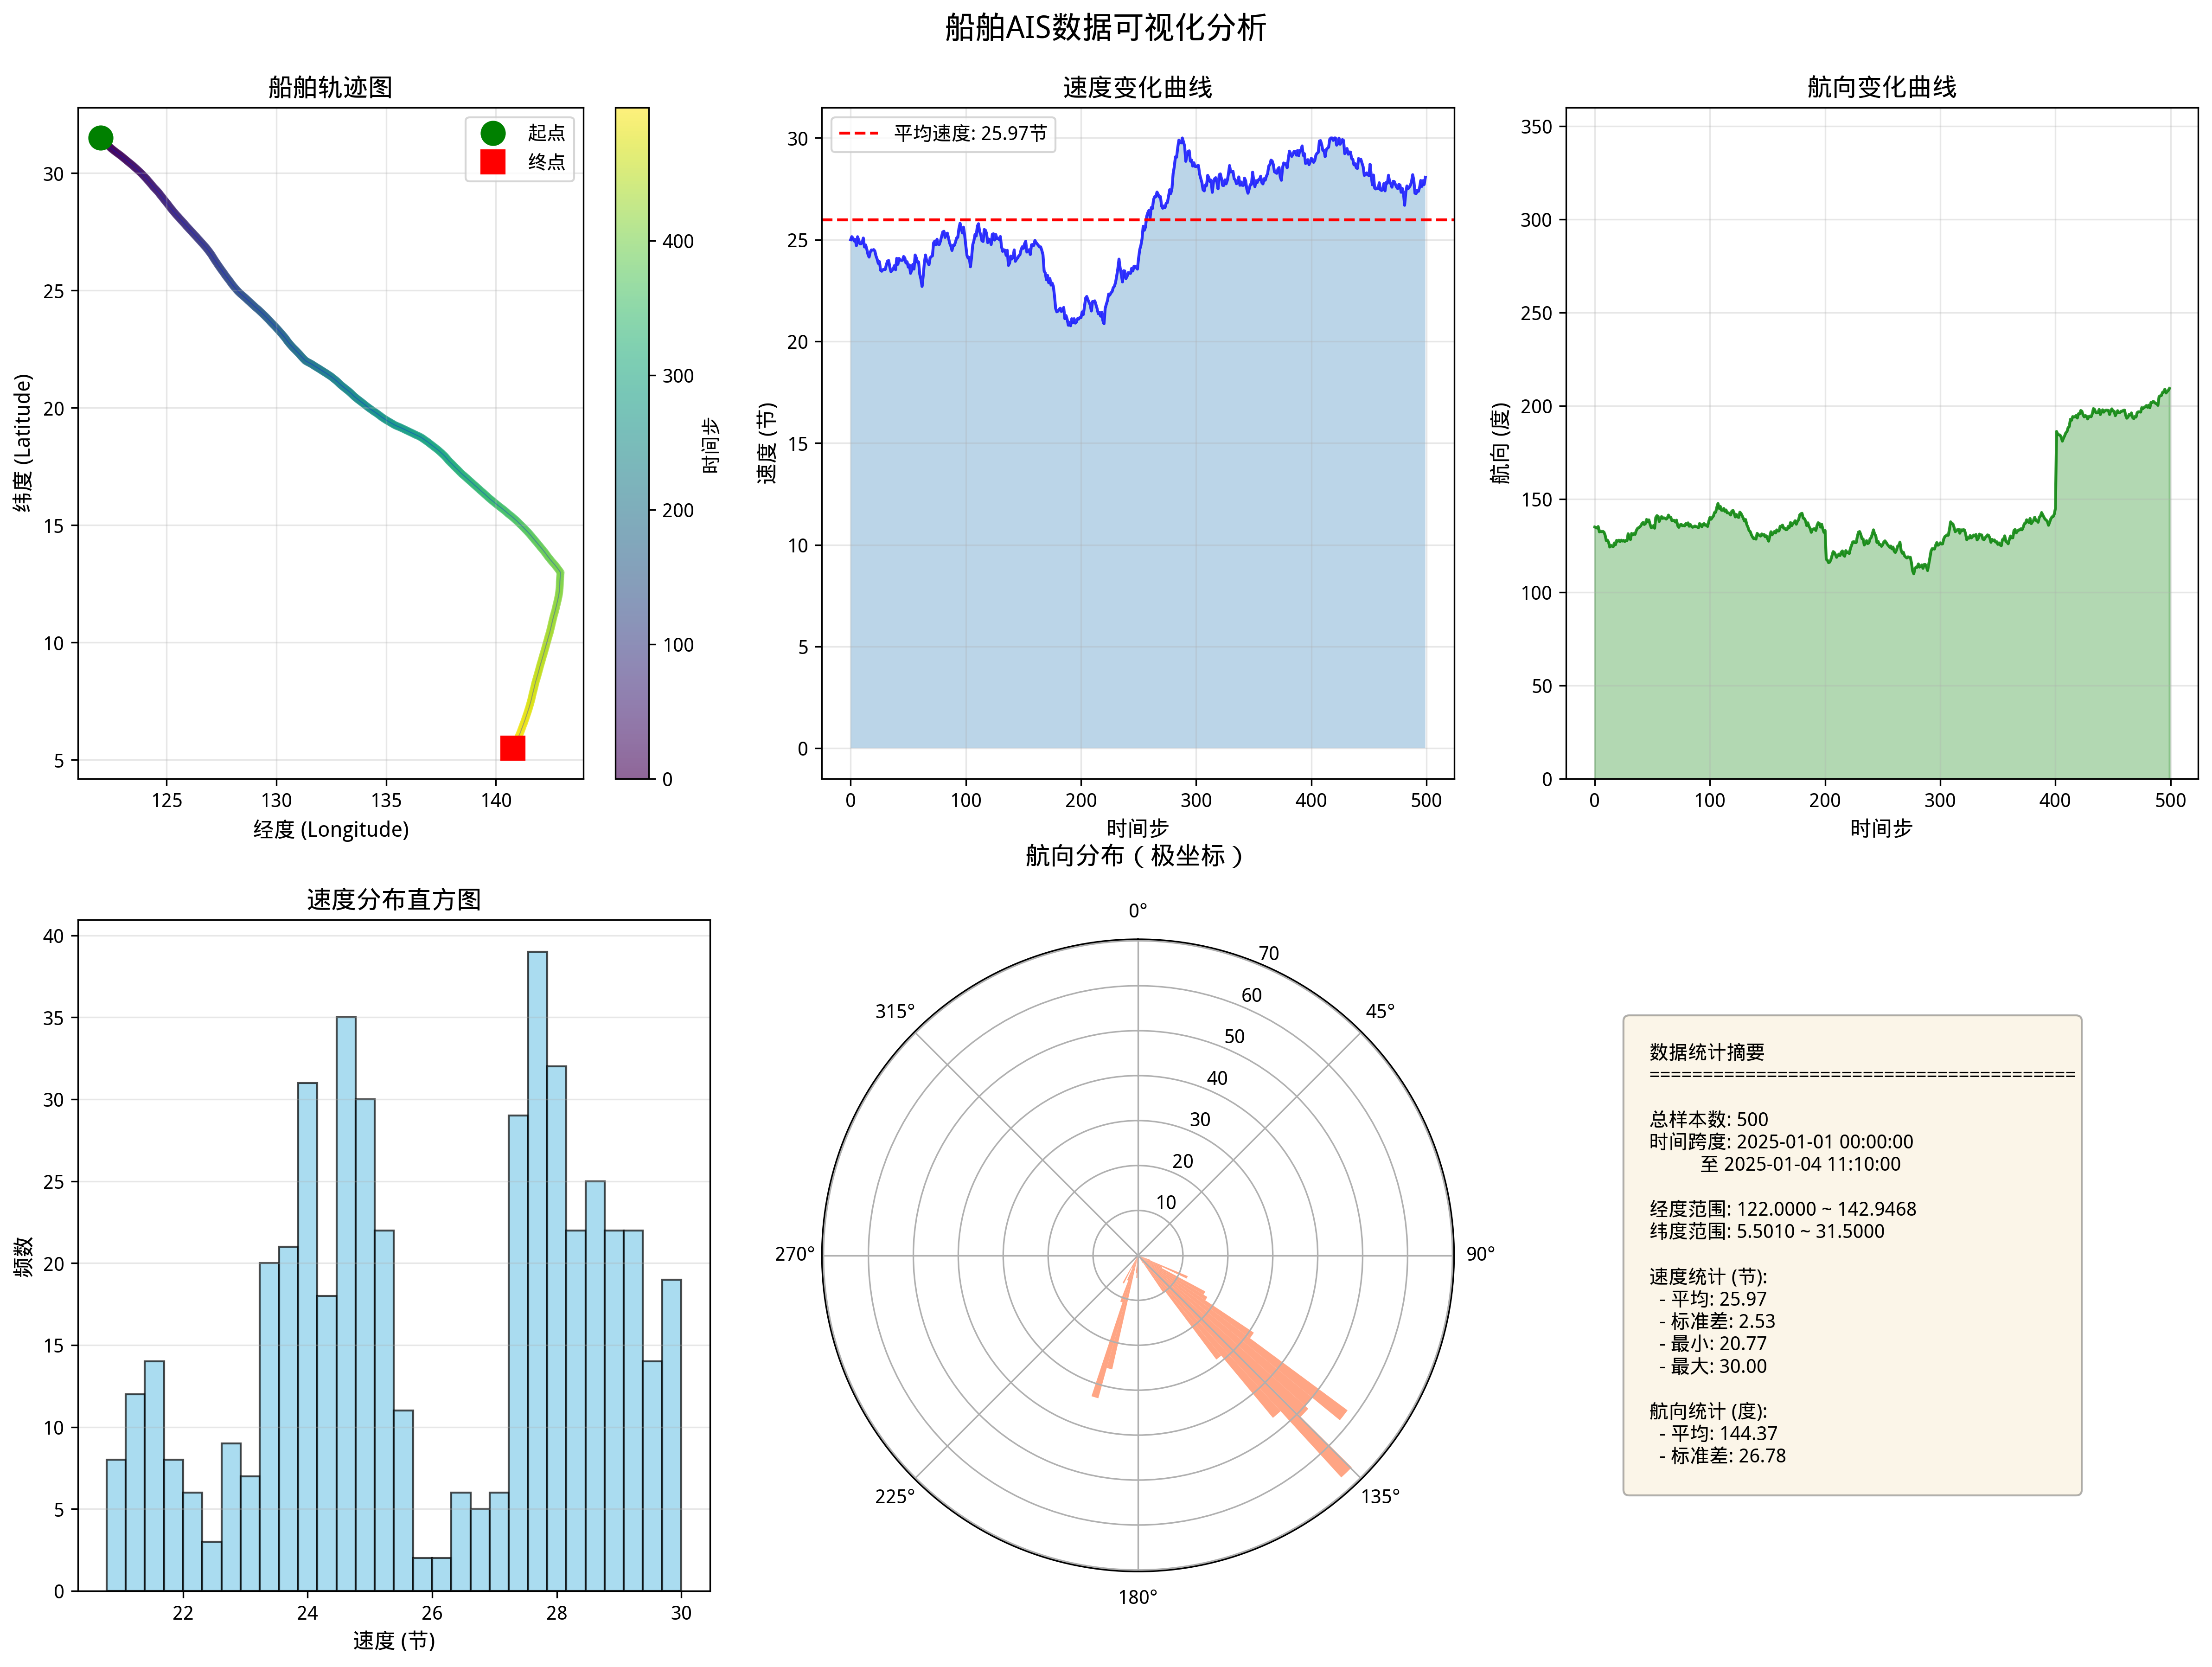 船舶AIS数据可视化分析
船舶轨迹图
起点
终点
30
25
20
15
10
5
125
130
135
140
纬度 (Latitude)
经度 (Longitude)
400
300
200
100
0
时间步
速度变化曲线
平均速度: 25.97节
30
25
20
15
10
5
0
0
100
200
300
400
500
速度 (节)
时间步
航向变化曲线
350
300
250
200
150
100
50
0
0
100
200
300
400
500
航向 (度)
时间步
速度分布直方图
40
35
30
25
20
15
10
5
0
22
24
26
28
30
频数
速度 (节)
航向分布（极坐标）
0°
45°
90°
135°
180°
225°
270°
315°
70
60
50
40
30
20
10
数据统计摘要
========================================
总样本数: 500
时间跨度: 2025-01-01 00:00:00
至 2025-01-04 11:10:00
经度范围: 122.0000 ~ 142.9468
纬度范围: 5.5010 ~ 31.5000
速度统计 (节):
- 平均: 25.97
- 标准差: 2.53
- 最小: 20.77
- 最大: 30.00
航向统计 (度):
- 平均: 144.37
- 标准差: 26.78